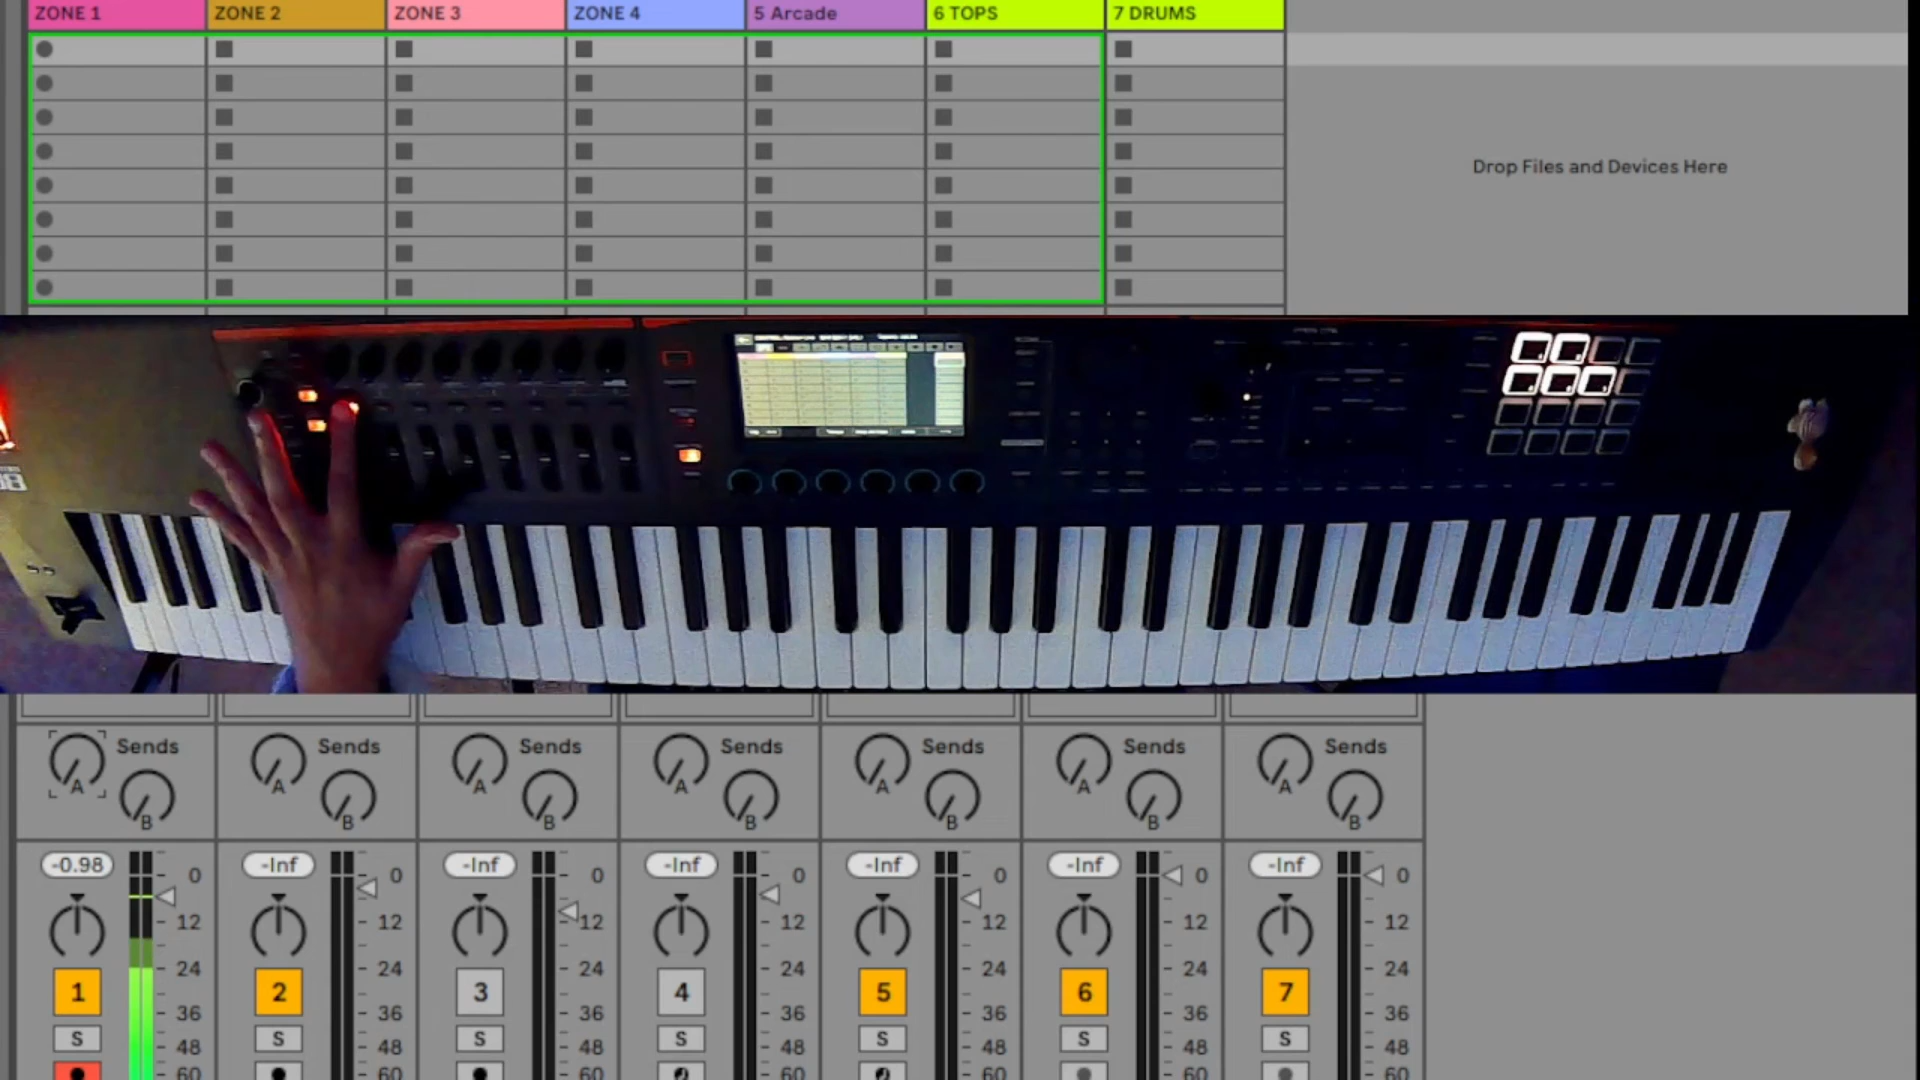 ZONE 1 ZONE 2 ZONE 3 ZONE 4 5 Arcade 6 TOPS 7 DRUMS
Drop Files and Devices Here
Sends Sends Sends Sends Sends Sends Sends
A A A A A A A
B B B B B B B
-0.98 0 -Inf 0 -Inf 0 -Inf 0 -Inf 0 -Inf 0 -Inf 0
12 12 12 12 12 12 12
24 24 24 24 24 24 24
1 2 3 4 5 6 7
36 36 36 36 36 36 36
S S S S S S S
48 48 48 48 48 48 48
60 60 60 60 60 60 60